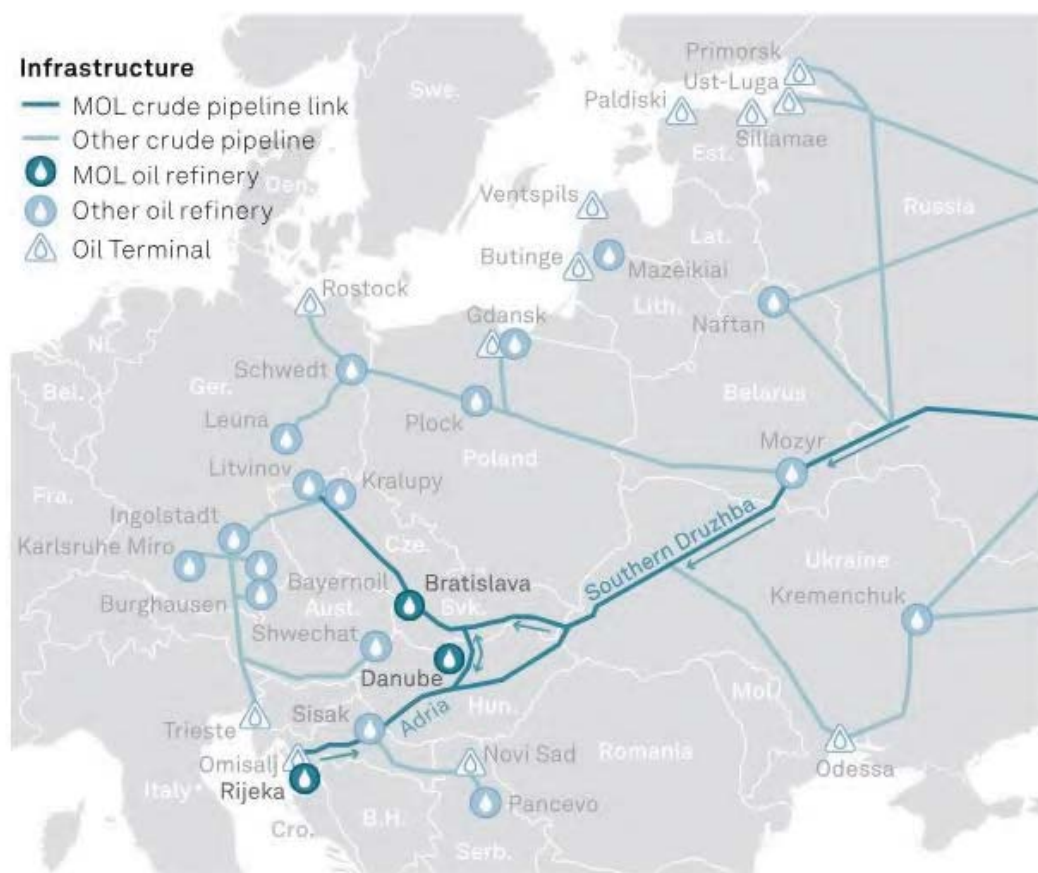 Infrastructure
MOL crude pipeline link
Other crude pipeline
MOL oil refinery
Other oil refinery
Oil Terminal
Swe.
Den.
Primorsk
Ust-Luga
Paldiski
Sillamae
Est.
Russia
Ventspils
Lat.
Butinge
Mazeikiai
Lith.
Naftan
Rostock
Gdansk
Nl.
Schwedt
Bel.
Ger.
Belarus
Leuna
Plock
Mozyr
Litvinov
Poland
Kralupy
Fra.
Ingolstadt
Karlsruhe Miro
Cze.
Southern Druzhba
Ukraine
Bayernoil
Bratislava
Kremenchuk
Burghausen
Aust.
Svk.
Shwechat
Danube
Mol.
Sisak
Adria
Hun.
Trieste
Omisalj
Novi Sad
Romania
Odessa
Italy*
Rijeka
Pancevo
B.H.
Cro.
Serb.